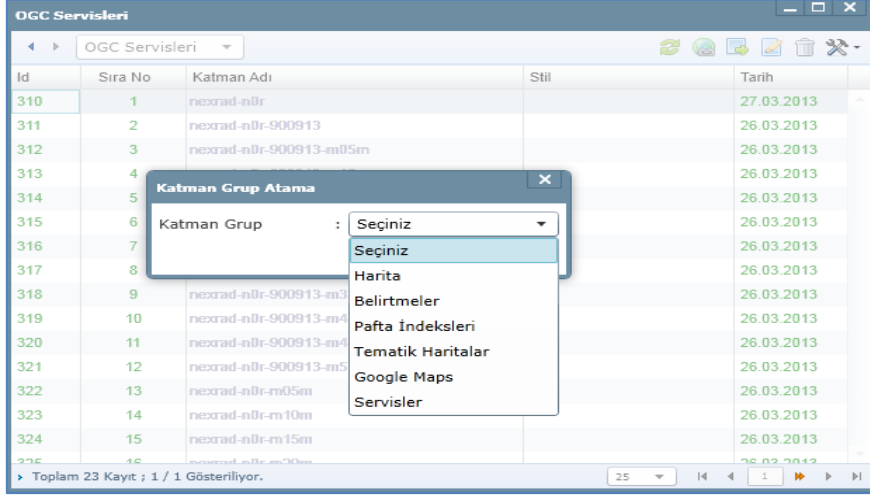 OGC Servisleri
OGC Servisleri
Id Sıra No Katman Adı Stil Tarih
310 1 nexrad-n0r 27.03.2013
311 2 nexrad-n0r-900913 26.03.2013
312 3 nexrad-n0r-900913-m05m 26.03.2013
313 4 26.03.2013
Katman Grup Atama
314 5 26.03.2013
315 6 26.03.2013
Katman Grup : Seçiniz
316 7 26.03.2013
Seçiniz
317 8 26.03.2013
Harita
318 9 nexrad-n0r-900913-m3 26.03.2013
Belirtmeler
319 10 nexrad-n0r-900913-m4 26.03.2013
Pafta İndeksleri
320 11 nexrad-n0r-900913-m4 26.03.2013
Tematik Haritalar
321 12 nexrad-n0r-900913-m5 26.03.2013
Google Maps
322 13 nexrad-n0r-m05m 26.03.2013
Servisler
323 14 nexrad-n0r-m10m 26.03.2013
324 15 nexrad-n0r-m15m 26.03.2013
Toplam 23 Kayıt ; 1 / 1 Gösteriliyor. 25 1